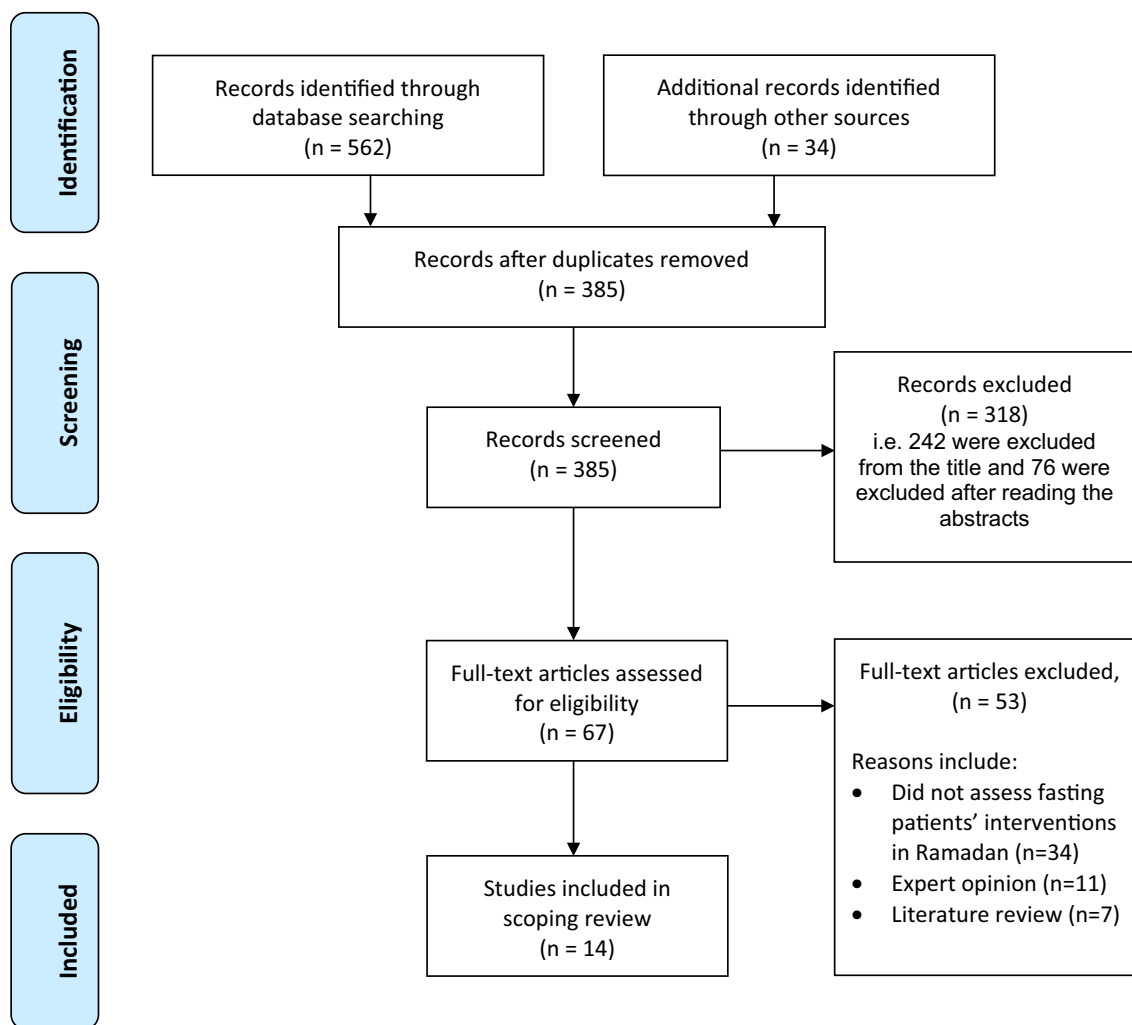 Identification
Records identified through
database searching
(n = 562)
Additional records identified
through other sources
(n = 34)
Records after duplicates removed
(n = 385)
Screening
Records screened
(n = 385)
Records excluded
(n = 318)
i.e. 242 were excluded
from the title and 76 were
excluded after reading the
abstracts
Eligibility
Full-text articles assessed
for eligibility
(n = 67)
Full-text articles excluded,
(n = 53)
Reasons include:
• Did not assess fasting
patients’ interventions
in Ramadan (n=34)
• Expert opinion (n=11)
• Literature review (n=7)
Included
Studies included in
scoping review
(n = 14)